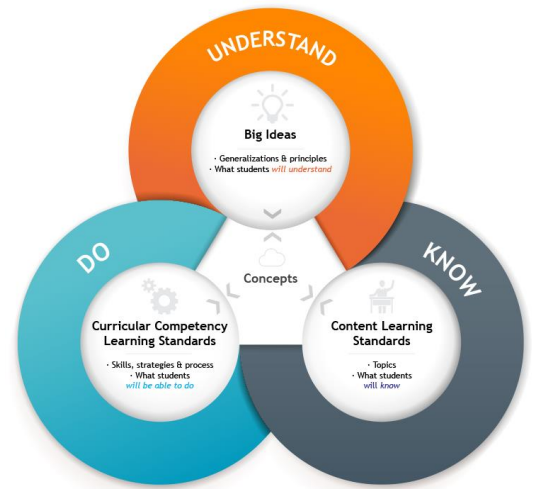 UNDERSTAND
Big Ideas
· Generalizations & principles
· What students will understand
DO
KNOW
Concepts
Curricular Competency
Learning Standards
· Skills, strategies & process
· What students
will be able to do
Content Learning
Standards
· Topics
· What students
will know